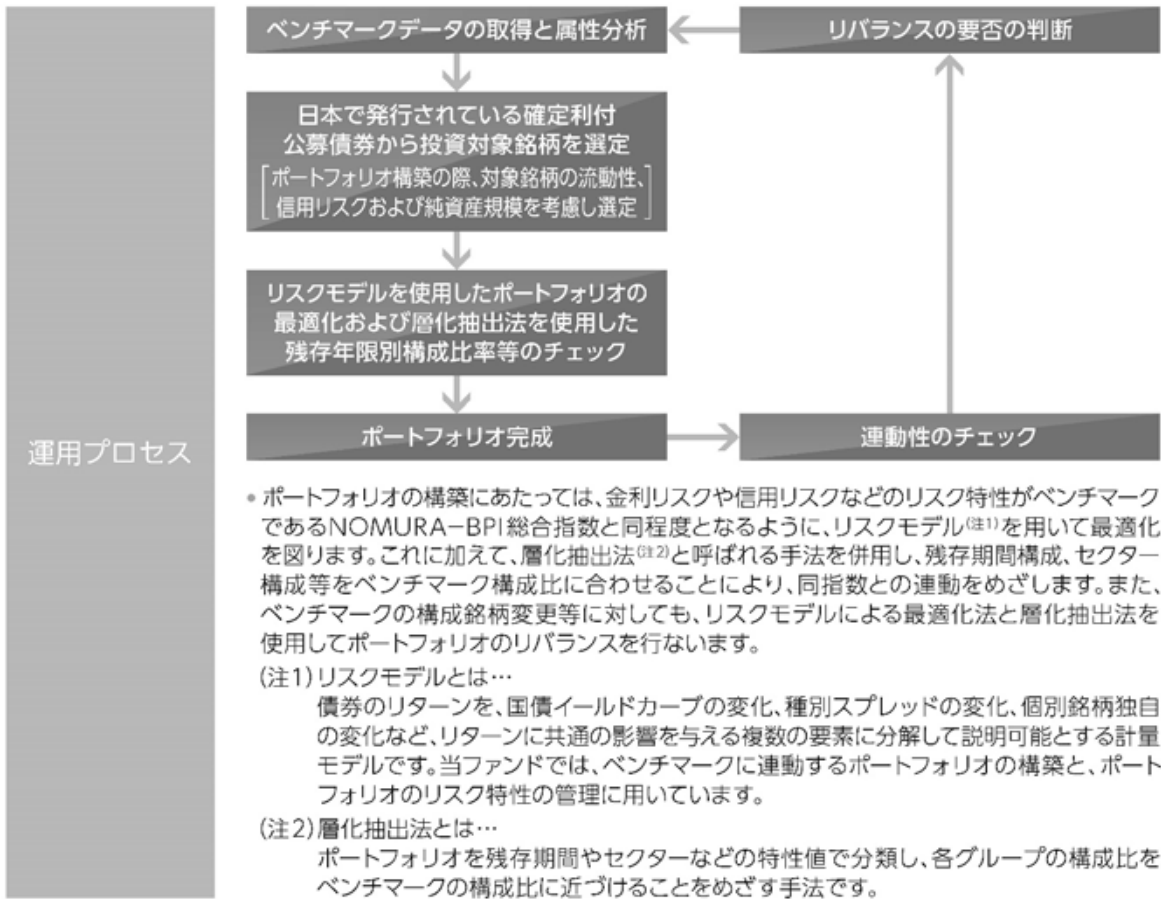 運用プロセス
ベンチマークデータの取得と属性分析
リバランスの要否の判断
日本で発行されている確定利付
公募債券から投資対象銘柄を選定
[ポートフォリオ構築の際、対象銘柄の流動性、
信用リスクおよび純資産規模を考慮し選定]
リスクモデルを使用したポートフォリオの
最適化および層化抽出法を使用した
残存年限別構成比率等のチェック
ポートフォリオ完成
連動性のチェック
• ポートフォリオの構築にあたっては、金利リスクや信用リスクなどのリスク特性がベンチマーク
であるNOMURA-BPI総合指数と同程度となるように、リスクモデル(注1)を用いて最適化
を図ります。これに加えて、層化抽出法(注2)と呼ばれる手法を併用し、残存期間構成、セクター
構成等をベンチマーク構成比に合わせることにより、同指数との連動をめざします。また、
ベンチマークの構成銘柄変更等に対しても、リスクモデルによる最適化法と層化抽出法を
使用してポートフォリオのリバランスを行ないます。
(注1)リスクモデルとは…
債券のリターンを、国債イールドカーブの変化、種別スプレッドの変化、個別銘柄独自
の変化など、リターンに共通の影響を与える複数の要素に分解して説明可能とする計量
モデルです。当ファンドでは、ベンチマークに連動するポートフォリオの構築と、ポート
フォリオのリスク特性の管理に用いています。
(注2)層化抽出法とは…
ポートフォリオを残存期間やセクターなどの特性値で分類し、各グループの構成比を
ベンチマークの構成比に近づけることをめざす手法です。